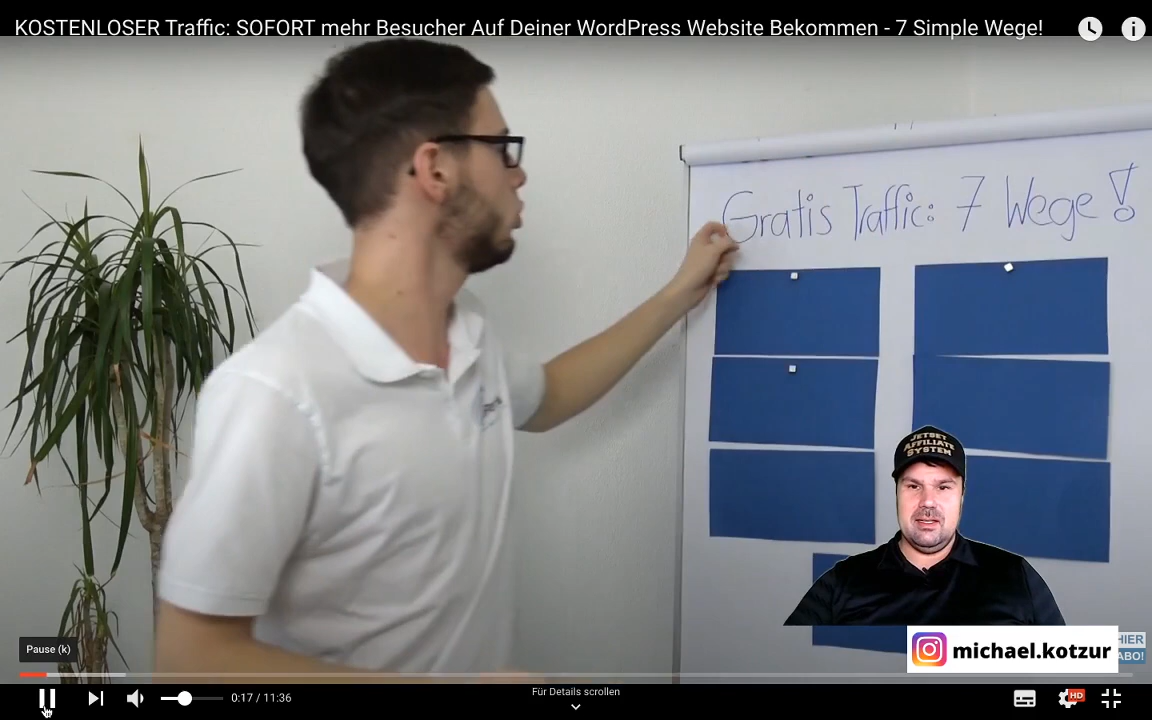 KOSTENLOSER Traffic: SOFORT mehr Besucher Auf Deiner WordPress Website Bekommen - 7 Simple Wege!
Gratis Traffic: 7 Wege!
JETSET
AFFILIATE
SYSTEM
HIER
ABO!
michael.kotzur
Pause (k)
0:17 / 11:36
Für Details scrollen
HD